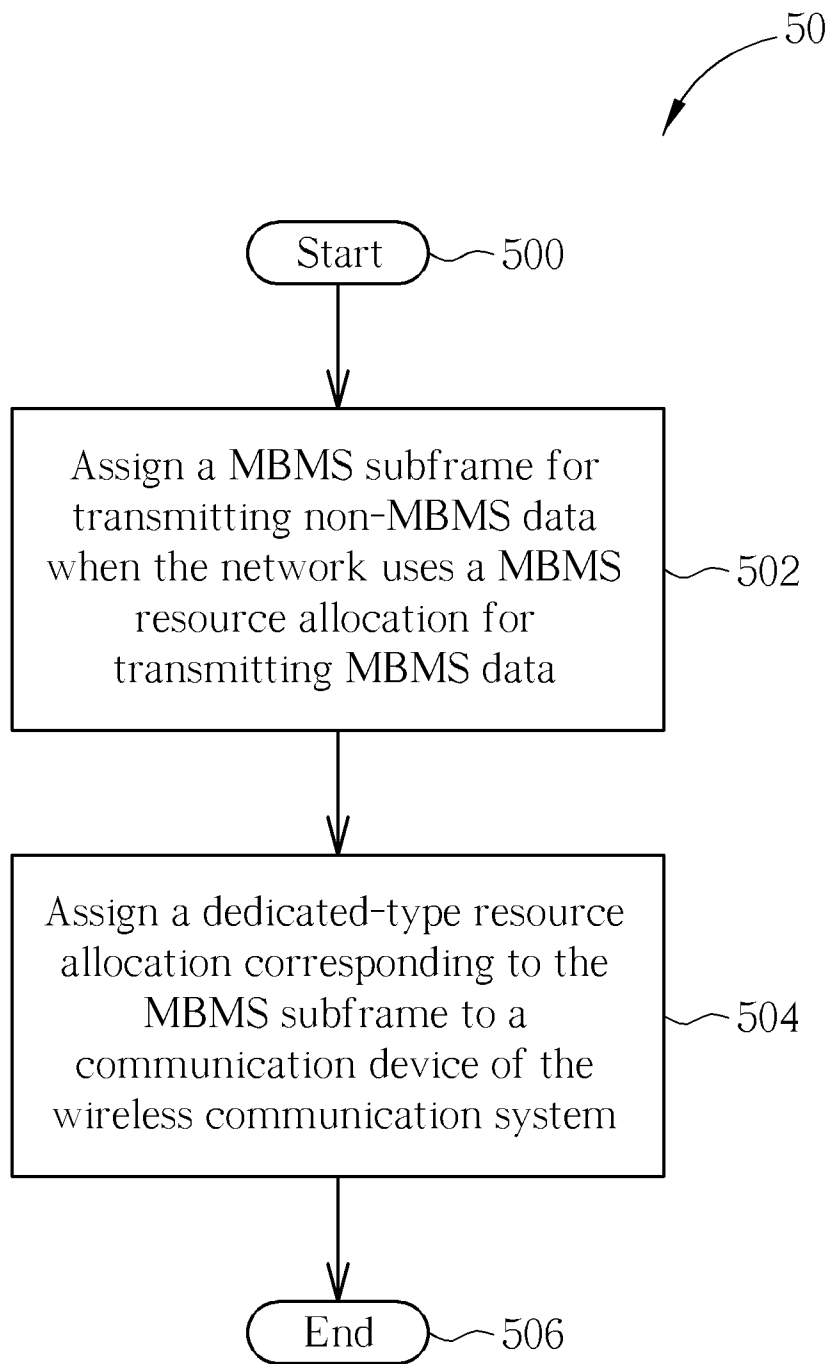 50
Start
500
Assign a MBMS subframe for
transmitting non-MBMS data
when the network uses a MBMS
resource allocation for
transmitting MBMS data
502
Assign a dedicated-type resource
allocation corresponding to the
MBMS subframe to a
communication device of the
wireless communication system
504
End
506